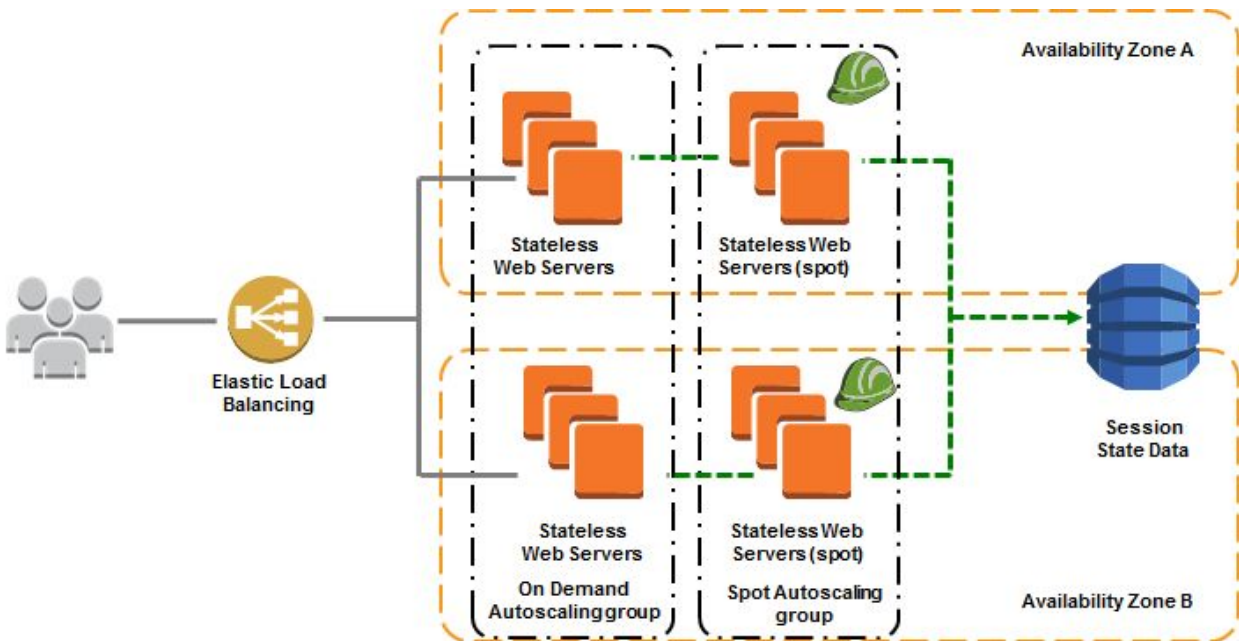 Availability Zone A
Stateless
Web Servers
Stateless Web
Servers (spot)
Elastic Load
Balancing
Session
State Data
Stateless
Web Servers
Stateless Web
Servers (spot)
On Demand
Autoscaling group
Spot Autoscaling
group
Availability Zone B